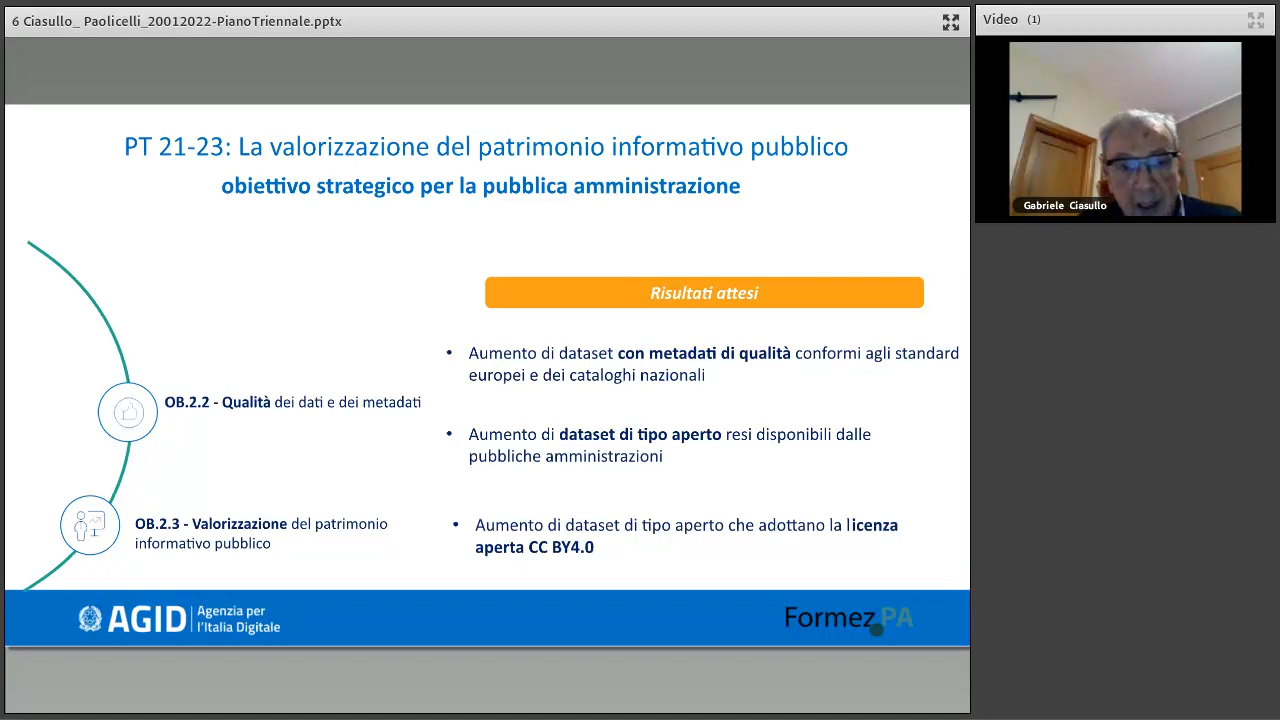 6 Ciasullo_ Paolicelli_20012022-PianoTriennale.pptx
Video (1)
Gabriele Ciasullo
PT 21-23: La valorizzazione del patrimonio informativo pubblico
obiettivo strategico per la pubblica amministrazione
Risultati attesi
• Aumento di dataset con metadati di qualità conformi agli standard
europei e dei cataloghi nazionali
OB.2.2 - Qualità dei dati e dei metadati
• Aumento di dataset di tipo aperto resi disponibili dalle
pubbliche amministrazioni
OB.2.3 - Valorizzazione del patrimonio
informativo pubblico
• Aumento di dataset di tipo aperto che adottano la licenza
aperta CC BY4.0
AGID
Agenzia per
l'Italia Digitale
Formez PA